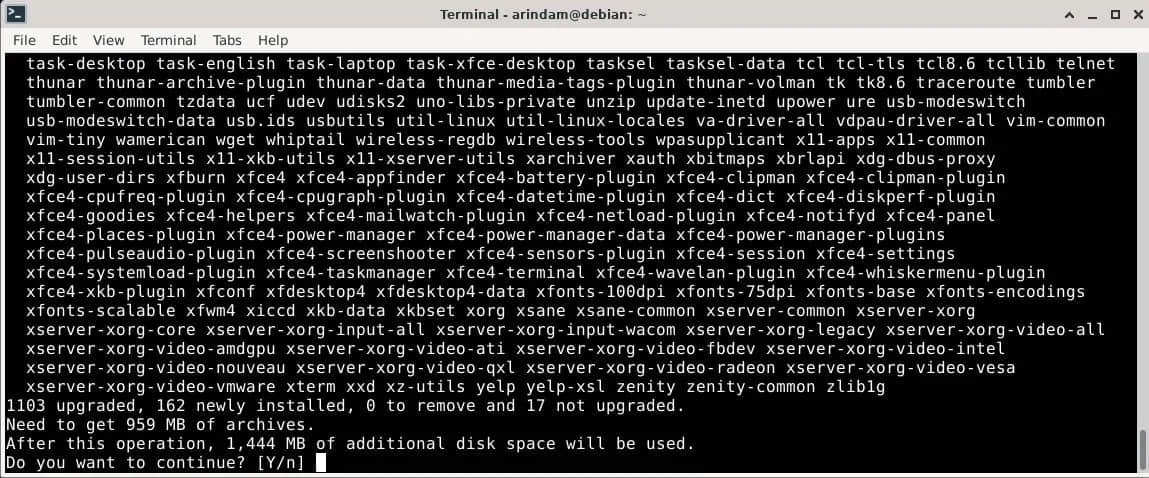 Terminal - arindam@debian: ~
File Edit View Terminal Tabs Help
task-desktop task-english task-laptop task-xfce-desktop tasksel tasksel-data tcl tcl-tls tcl8.6 tcllib telnet
thunar thunar-archive-plugin thunar-data thunar-media-tags-plugin thunar-volman tk tk8.6 traceroute tumbler
tumbler-common tzdata ucf udev udisks2 uno-libs-private unzip update-inetd upower ure usb-modeswitch
usb-modeswitch-data usb.ids usbutils util-linux util-linux-locales va-driver-all vdpau-driver-all vim-common
vim-tiny wamerican wget whiptail wireless-regdb wireless-tools wpasupplicant x11-apps x11-common
x11-session-utils x11-xkb-utils x11-xserver-utils xarchiver xauth xbitmaps xbrlapi xdg-dbus-proxy
xdg-user-dirs xfburn xfce4 xfce4-appfinder xfce4-battery-plugin xfce4-clipman xfce4-clipman-plugin
xfce4-cpufreq-plugin xfce4-cpugraph-plugin xfce4-datetime-plugin xfce4-dict xfce4-diskperf-plugin
xfce4-goodies xfce4-helpers xfce4-mailwatch-plugin xfce4-netload-plugin xfce4-notifyd xfce4-panel
xfce4-places-plugin xfce4-power-manager xfce4-power-manager-data xfce4-power-manager-plugins
xfce4-pulseaudio-plugin xfce4-screenshooter xfce4-sensors-plugin xfce4-session xfce4-settings
xfce4-systemload-plugin xfce4-taskmanager xfce4-terminal xfce4-wavelan-plugin xfce4-whiskermenu-plugin
xfce4-xkb-plugin xfconf xfdesktop4 xfdesktop4-data xfonts-100dpi xfonts-75dpi xfonts-base xfonts-encodings
xfonts-scalable xfwm4 xiccd xkb-data xkbset xorg xsane xsane-common xserver-common xserver-xorg
xserver-xorg-core xserver-xorg-input-all xserver-xorg-input-wacom xserver-xorg-legacy xserver-xorg-video-all
xserver-xorg-video-amdgpu xserver-xorg-video-ati xserver-xorg-video-fbdev xserver-xorg-video-intel
xserver-xorg-video-nouveau xserver-xorg-video-qxl xserver-xorg-video-radeon xserver-xorg-video-vesa
xserver-xorg-video-vmware xterm xxd xz-utils yelp yelp-xsl zenity zenity-common zlib1g
1103 upgraded, 162 newly installed, 0 to remove and 17 not upgraded.
Need to get 959 MB of archives.
After this operation, 1,444 MB of additional disk space will be used.
Do you want to continue? [Y/n]